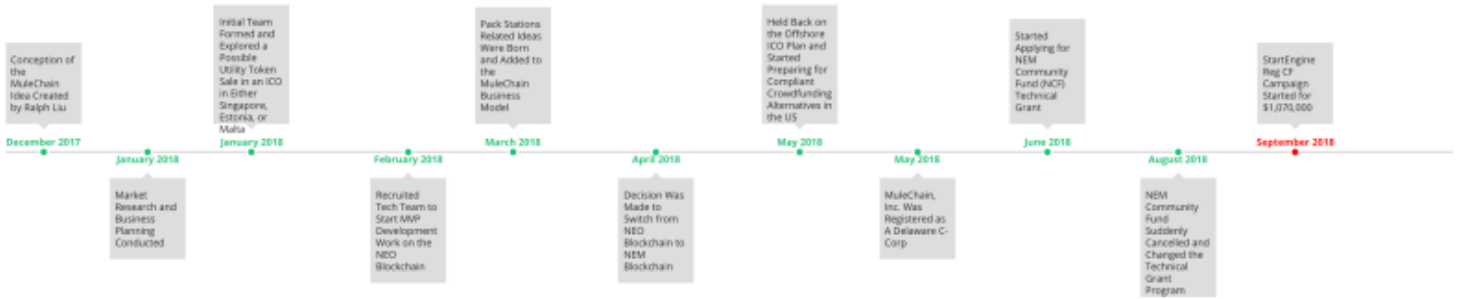 Conception of
the
MuleChain
Idea Created
by Ralph Liu
December 2017
January 2018
Market
Research and
Business
Planning
Conducted
Initial Team
Formed and
Explored a
Possible
Utility Token
Sale in an ICO
in Either
Singapore,
Estonia, or
Malta
January 2018
February 2018
Recruited
Tech Team to
Start MVP
Development
Work on the
NEO
Blockchain
Pack Stations
Related Ideas
Were Born
and Added to
the
MuleChain
Business
Model
March 2018
April 2018
Decision Was
Made to
Switch from
NEO
Blockchain to
NEM
Blockchain
Held Back on
the Offshore
ICO Plan and
Started
Preparing for
Compliant
Crowdfunding
Alternatives in
the US
May 2018
May 2018
MuleChain,
Inc. Was
Registered as
A Delaware C-
Corp
Started
Applying for
NEM
Community
Fund (NCF)
Technical
Grant
June 2018
August 2018
NEM
Community
Fund
Suddenly
Cancelled and
Changed the
Technical
Grant
Program
StartEngine
Reg CF
Campaign
Started for
$1,070,000
September 2018